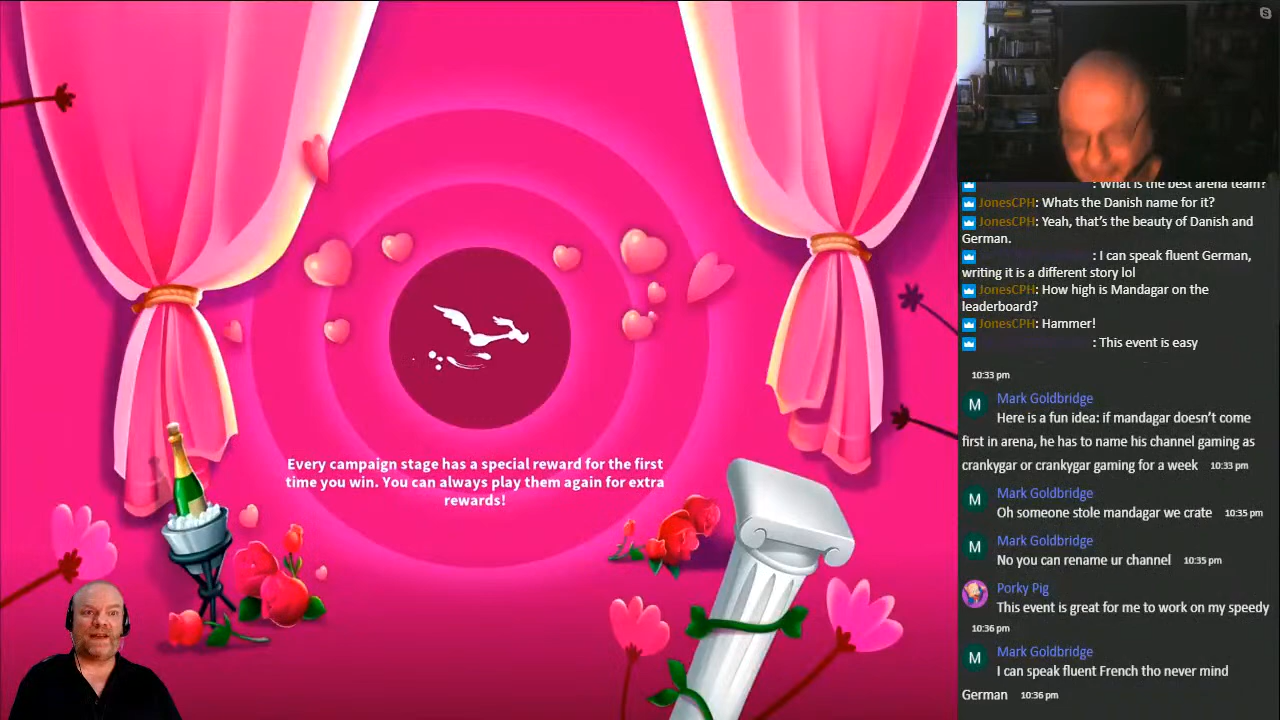 Every campaign stage has a special reward for the first
time you win. You can always play them again for extra
rewards!
: What is the best arena team?
JonesCPH: Whats the Danish name for it?
JonesCPH: Yeah, that's the beauty of Danish and
German.
: I can speak fluent German,
writing it is a different story lol
JonesCPH: How high is Mandagar on the
leaderboard?
JonesCPH: Hammer!
: This event is easy
10:33 pm
M Mark Goldbridge
Here is a fun idea: if mandagar doesn't come
first in arena, he has to name his channel gaming as
crankygar or crankygar gaming for a week 10:33 pm
M Mark Goldbridge
Oh someone stole mandagar we crate 10:35 pm
M Mark Goldbridge
No you can rename ur channel 10:35 pm
Porky Pig
This event is great for me to work on my speedy
10:36 pm
M Mark Goldbridge
I can speak fluent French tho never mind
German 10:36 pm